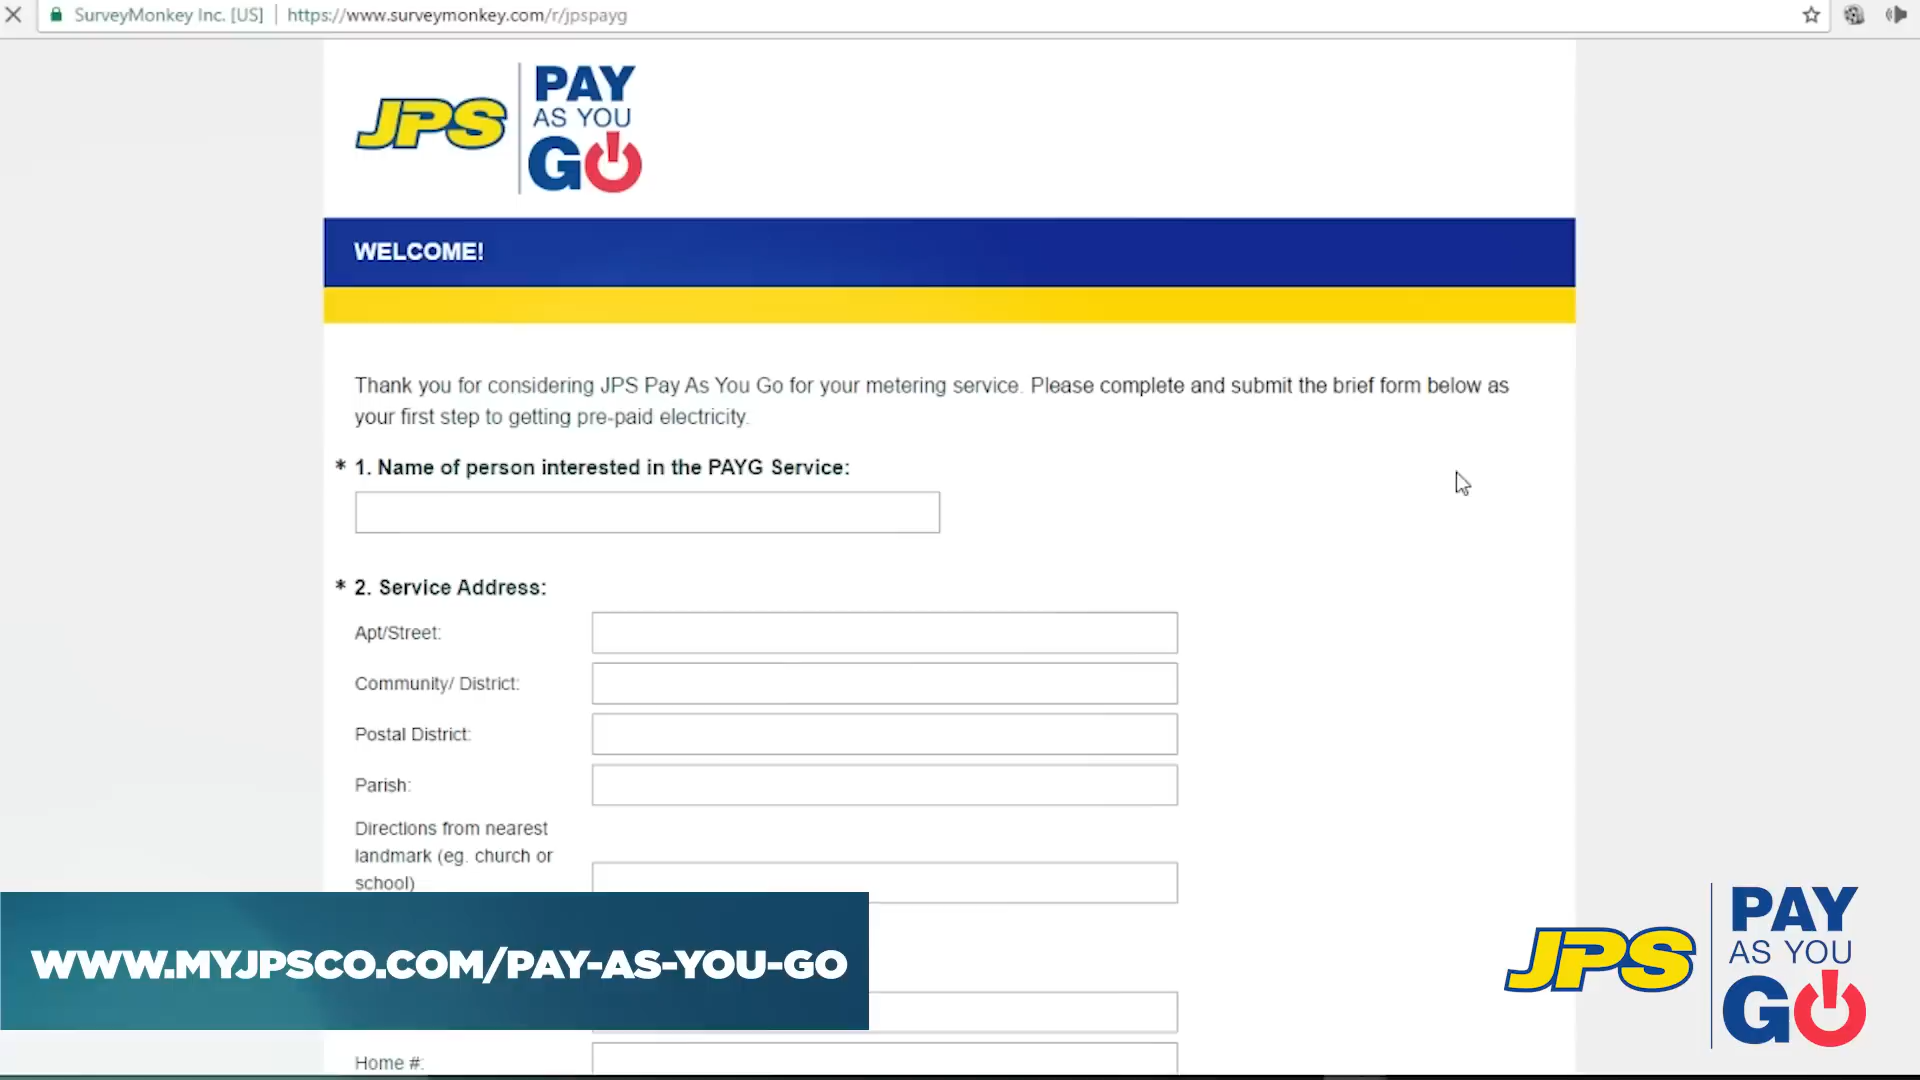 SurveyMonkey Inc. [US] | https://www.surveymonkey.com/r/jpspayg
JPS
PAY
AS YOU
GO
WELCOME!
Thank you for considering JPS Pay As You Go for your metering service. Please complete and submit the brief form below as
your first step to getting pre-paid electricity.
* 1. Name of person interested in the PAYG Service:
* 2. Service Address:
Apt/Street:
Community/ District:
Postal District:
Parish:
Directions from nearest
landmark (eg. church or
school)
WWW.MYJPSCO.COM/PAY-AS-YOU-GO
Home #:
JPS
PAY
AS YOU
GO